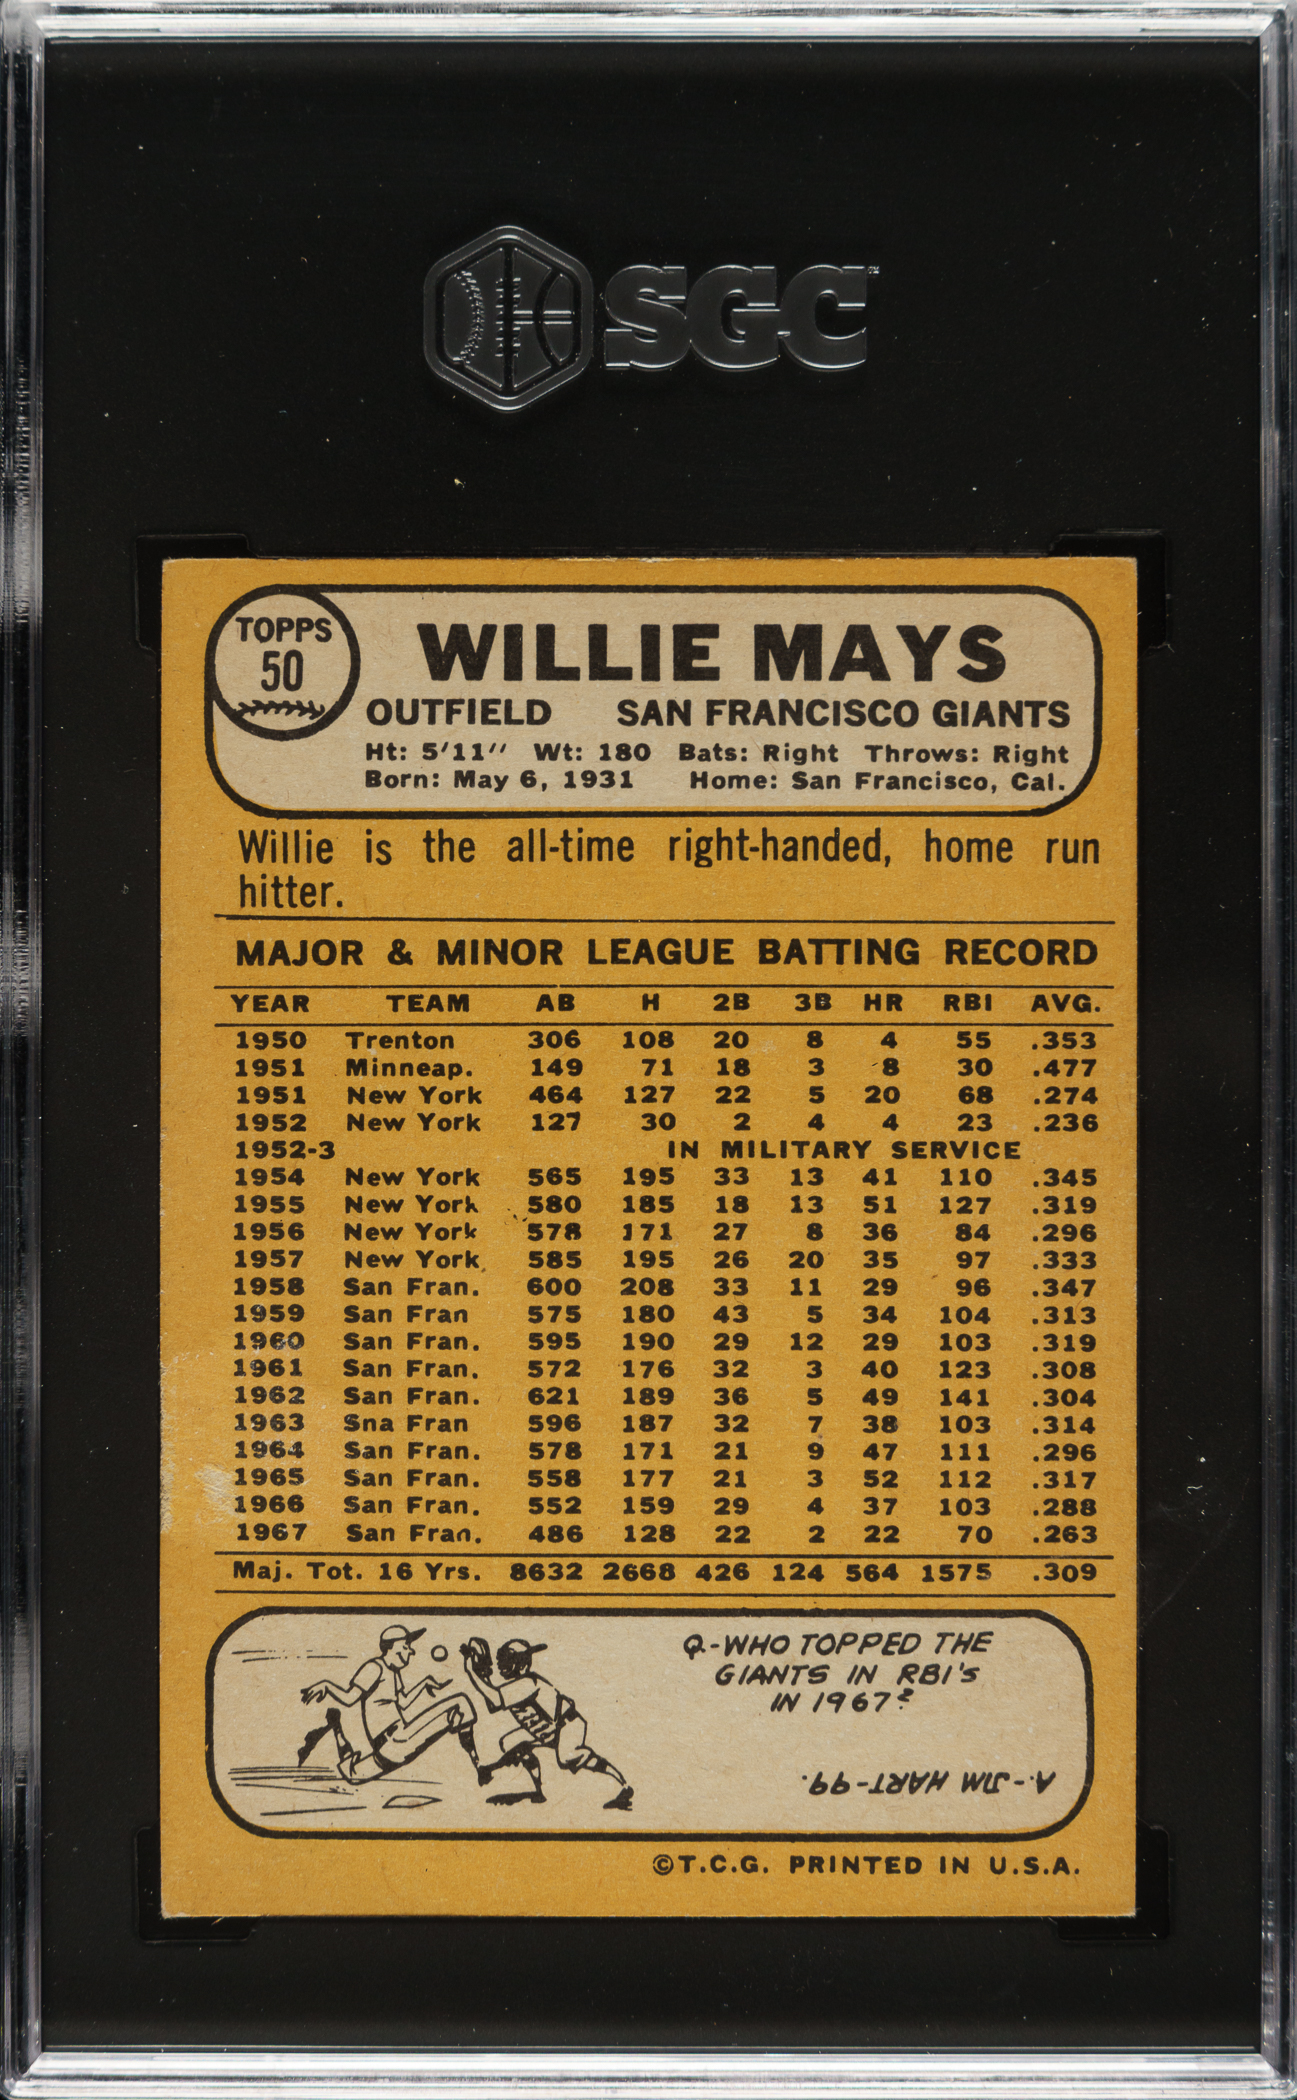 SGC™
TOPPS
50
WILLIE MAYS
OUTFIELD SAN FRANCISCO GIANTS
Ht: 5'11" Wt: 180 Bats: Right Throws: Right
Born: May 6, 1931 Home: San Francisco, Cal.
Willie is the all-time right-handed, home run
hitter.
MAJOR & MINOR LEAGUE BATTING RECORD
YEAR TEAM AB H 2B 3B HR RBI AVG.
1950 Trenton 306 108 20 8 4 55 .353
1951 Minneap. 149 71 18 3 8 30 .477
1951 New York 464 127 22 5 20 68 .274
1952 New York 127 30 2 4 4 23 .236
1952-3 IN MILITARY SERVICE
1954 New York 565 195 33 13 41 110 .345
1955 New York 580 185 18 13 51 127 .319
1956 New York 578 171 27 8 36 84 .296
1957 New York 585 195 26 20 35 97 .333
1958 San Fran. 600 208 33 11 29 96 .347
1959 San Fran 575 180 43 5 34 104 .313
1960 San Fran. 595 190 29 12 29 103 .319
1961 San Fran. 572 176 32 3 40 123 .308
1962 San Fran. 621 189 36 5 49 141 .304
1963 Sna Fran 596 187 32 7 38 103 .314
1964 San Fran. 578 171 21 9 47 111 .296
1965 San Fran. 558 177 21 3 52 112 .317
1966 San Fran. 552 159 29 4 37 103 .288
1967 San Fran. 486 128 22 2 22 70 .263
Maj. Tot. 16 Yrs. 8632 2668 426 124 564 1575 .309
Q-WHO TOPPED THE
GIANTS IN RBI'S
IN 1967?
A.-JIM HART-99.
©T.C.G. PRINTED IN U.S.A.